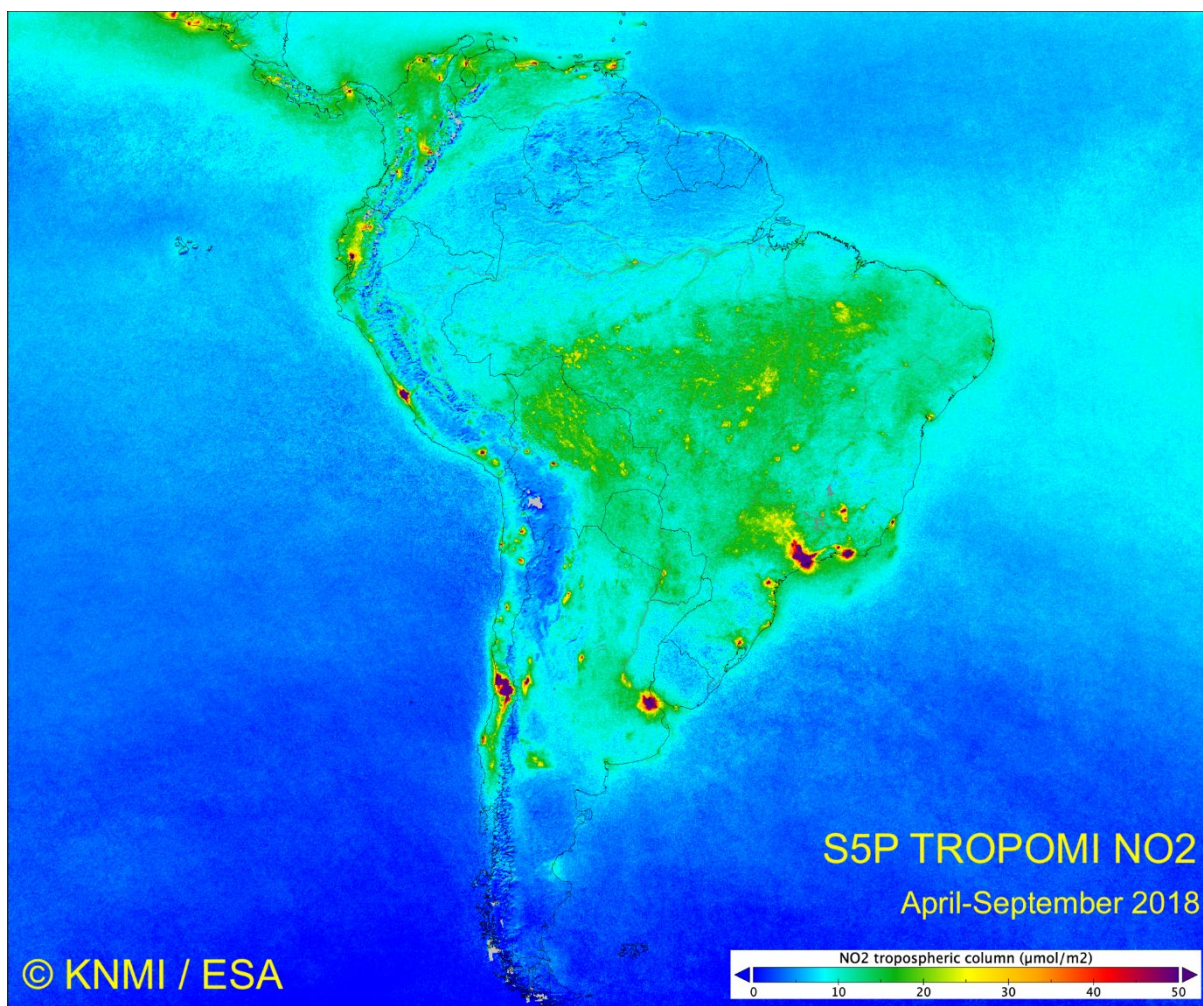 S5P TROPOMI NO2
April-September 2018
© KNMI / ESA
NO2 tropospheric column (μmol/m2)
0 10 20 30 40 50